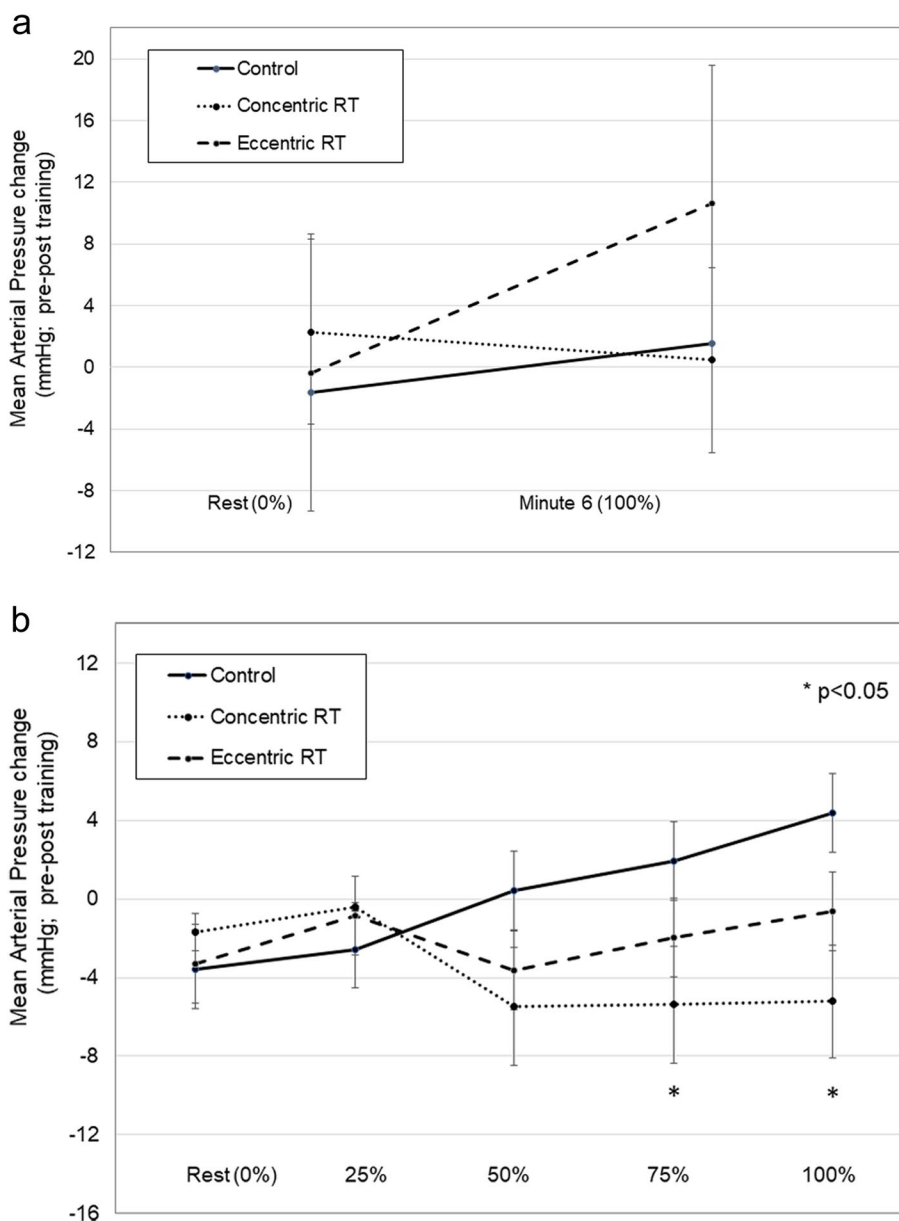 a
Mean Arterial Pressure change
(mmHg; pre-post training)
20
16
12
8
4
0
-4
-8
-12
Control
Concentric RT
Eccentric RT
Rest (0%)
Minute 6 (100%)
b
Mean Arterial Pressure change
(mmHg; pre-post training)
12
8
4
0
-4
-8
-12
-16
Control
Concentric RT
Eccentric RT
* p<0.05
*
*
Rest (0%)
25%
50%
75%
100%